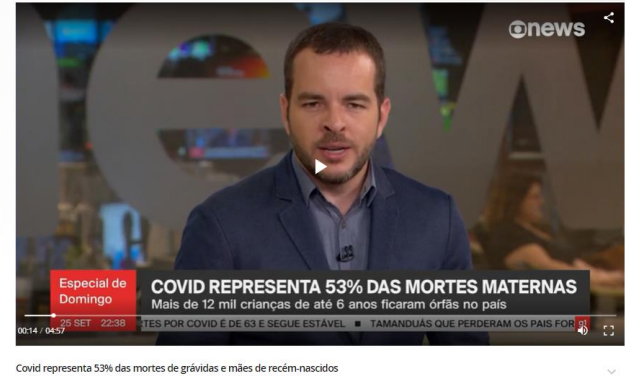 news
Especial de
Domingo
COVID REPRESENTA 53% DAS MORTES MATERNAS
Mais de 12 mil crianças de até 6 anos ficaram órfãs no país
25 SET 22:38 RTES POR COVID É DE 63 E SEGUE ESTÁVEL ■ TAMANDUÁS QUE PERDERAM OS PAIS FOR g1
00:14 / 04:57
Covid representa 53% das mortes de grávidas e mães de recém-nascidos